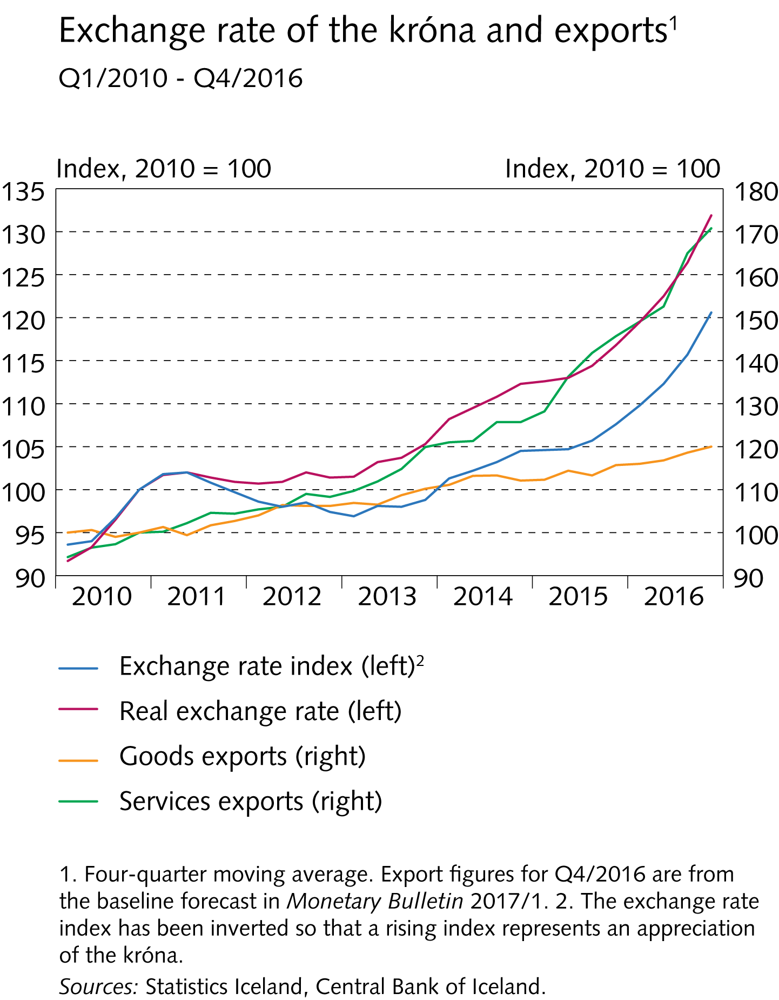 Exchange rate of the króna and exports¹
Q1/2010 - Q4/2016
Index, 2010 = 100 Index, 2010 = 100
135 180
130 170
125 160
120 150
115 140
110 130
105 120
100 110
95 100
90 90
2010 2011 2012 2013 2014 2015 2016
Exchange rate index (left)²
Real exchange rate (left)
Goods exports (right)
Services exports (right)
1. Four-quarter moving average. Export figures for Q4/2016 are from
the baseline forecast in Monetary Bulletin 2017/1. 2. The exchange rate
index has been inverted so that a rising index represents an appreciation
of the króna.
Sources: Statistics Iceland, Central Bank of Iceland.